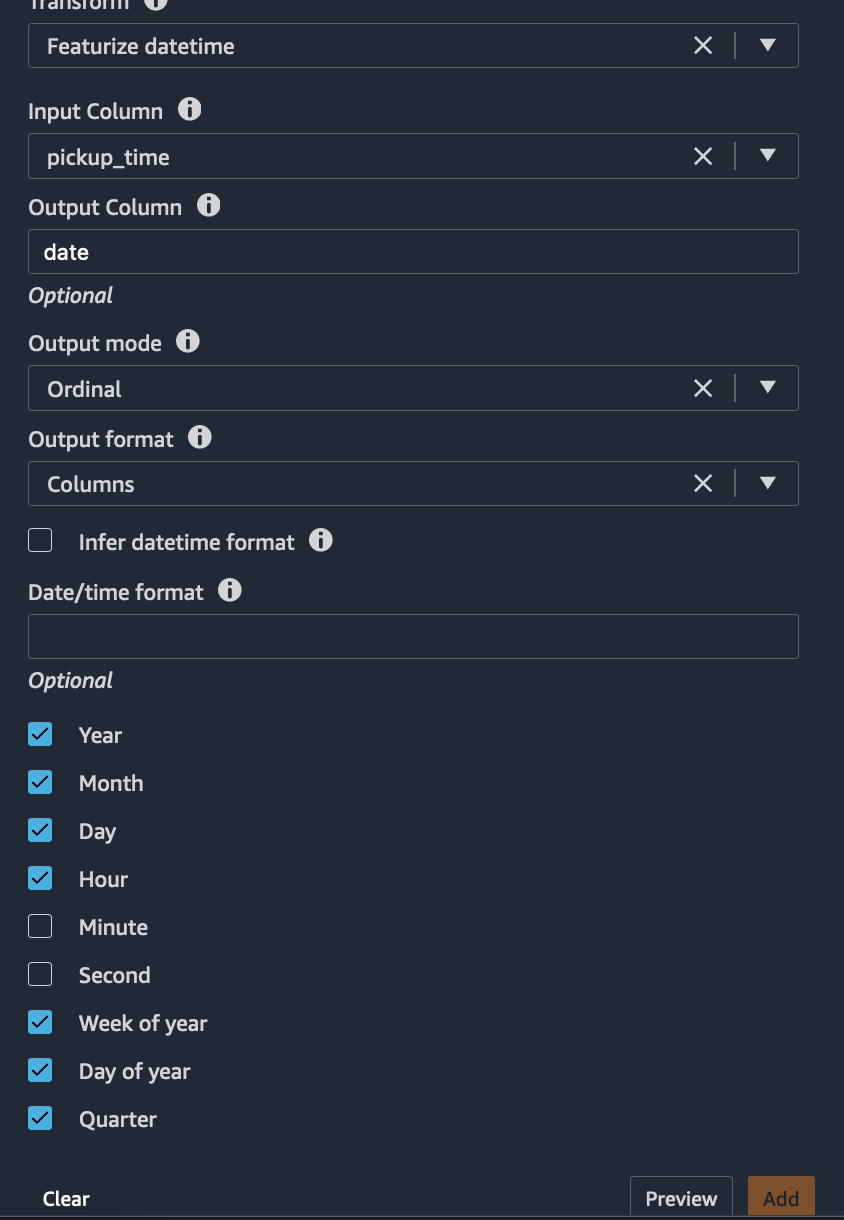 Transform
Featurize datetime
Input Column
pickup_time
Output Column
date
Optional
Output mode
Ordinal
Output format
Columns
Infer datetime format
Date/time format
Optional
Year
Month
Day
Hour
Minute
Second
Week of year
Day of year
Quarter
Clear
Preview
Add